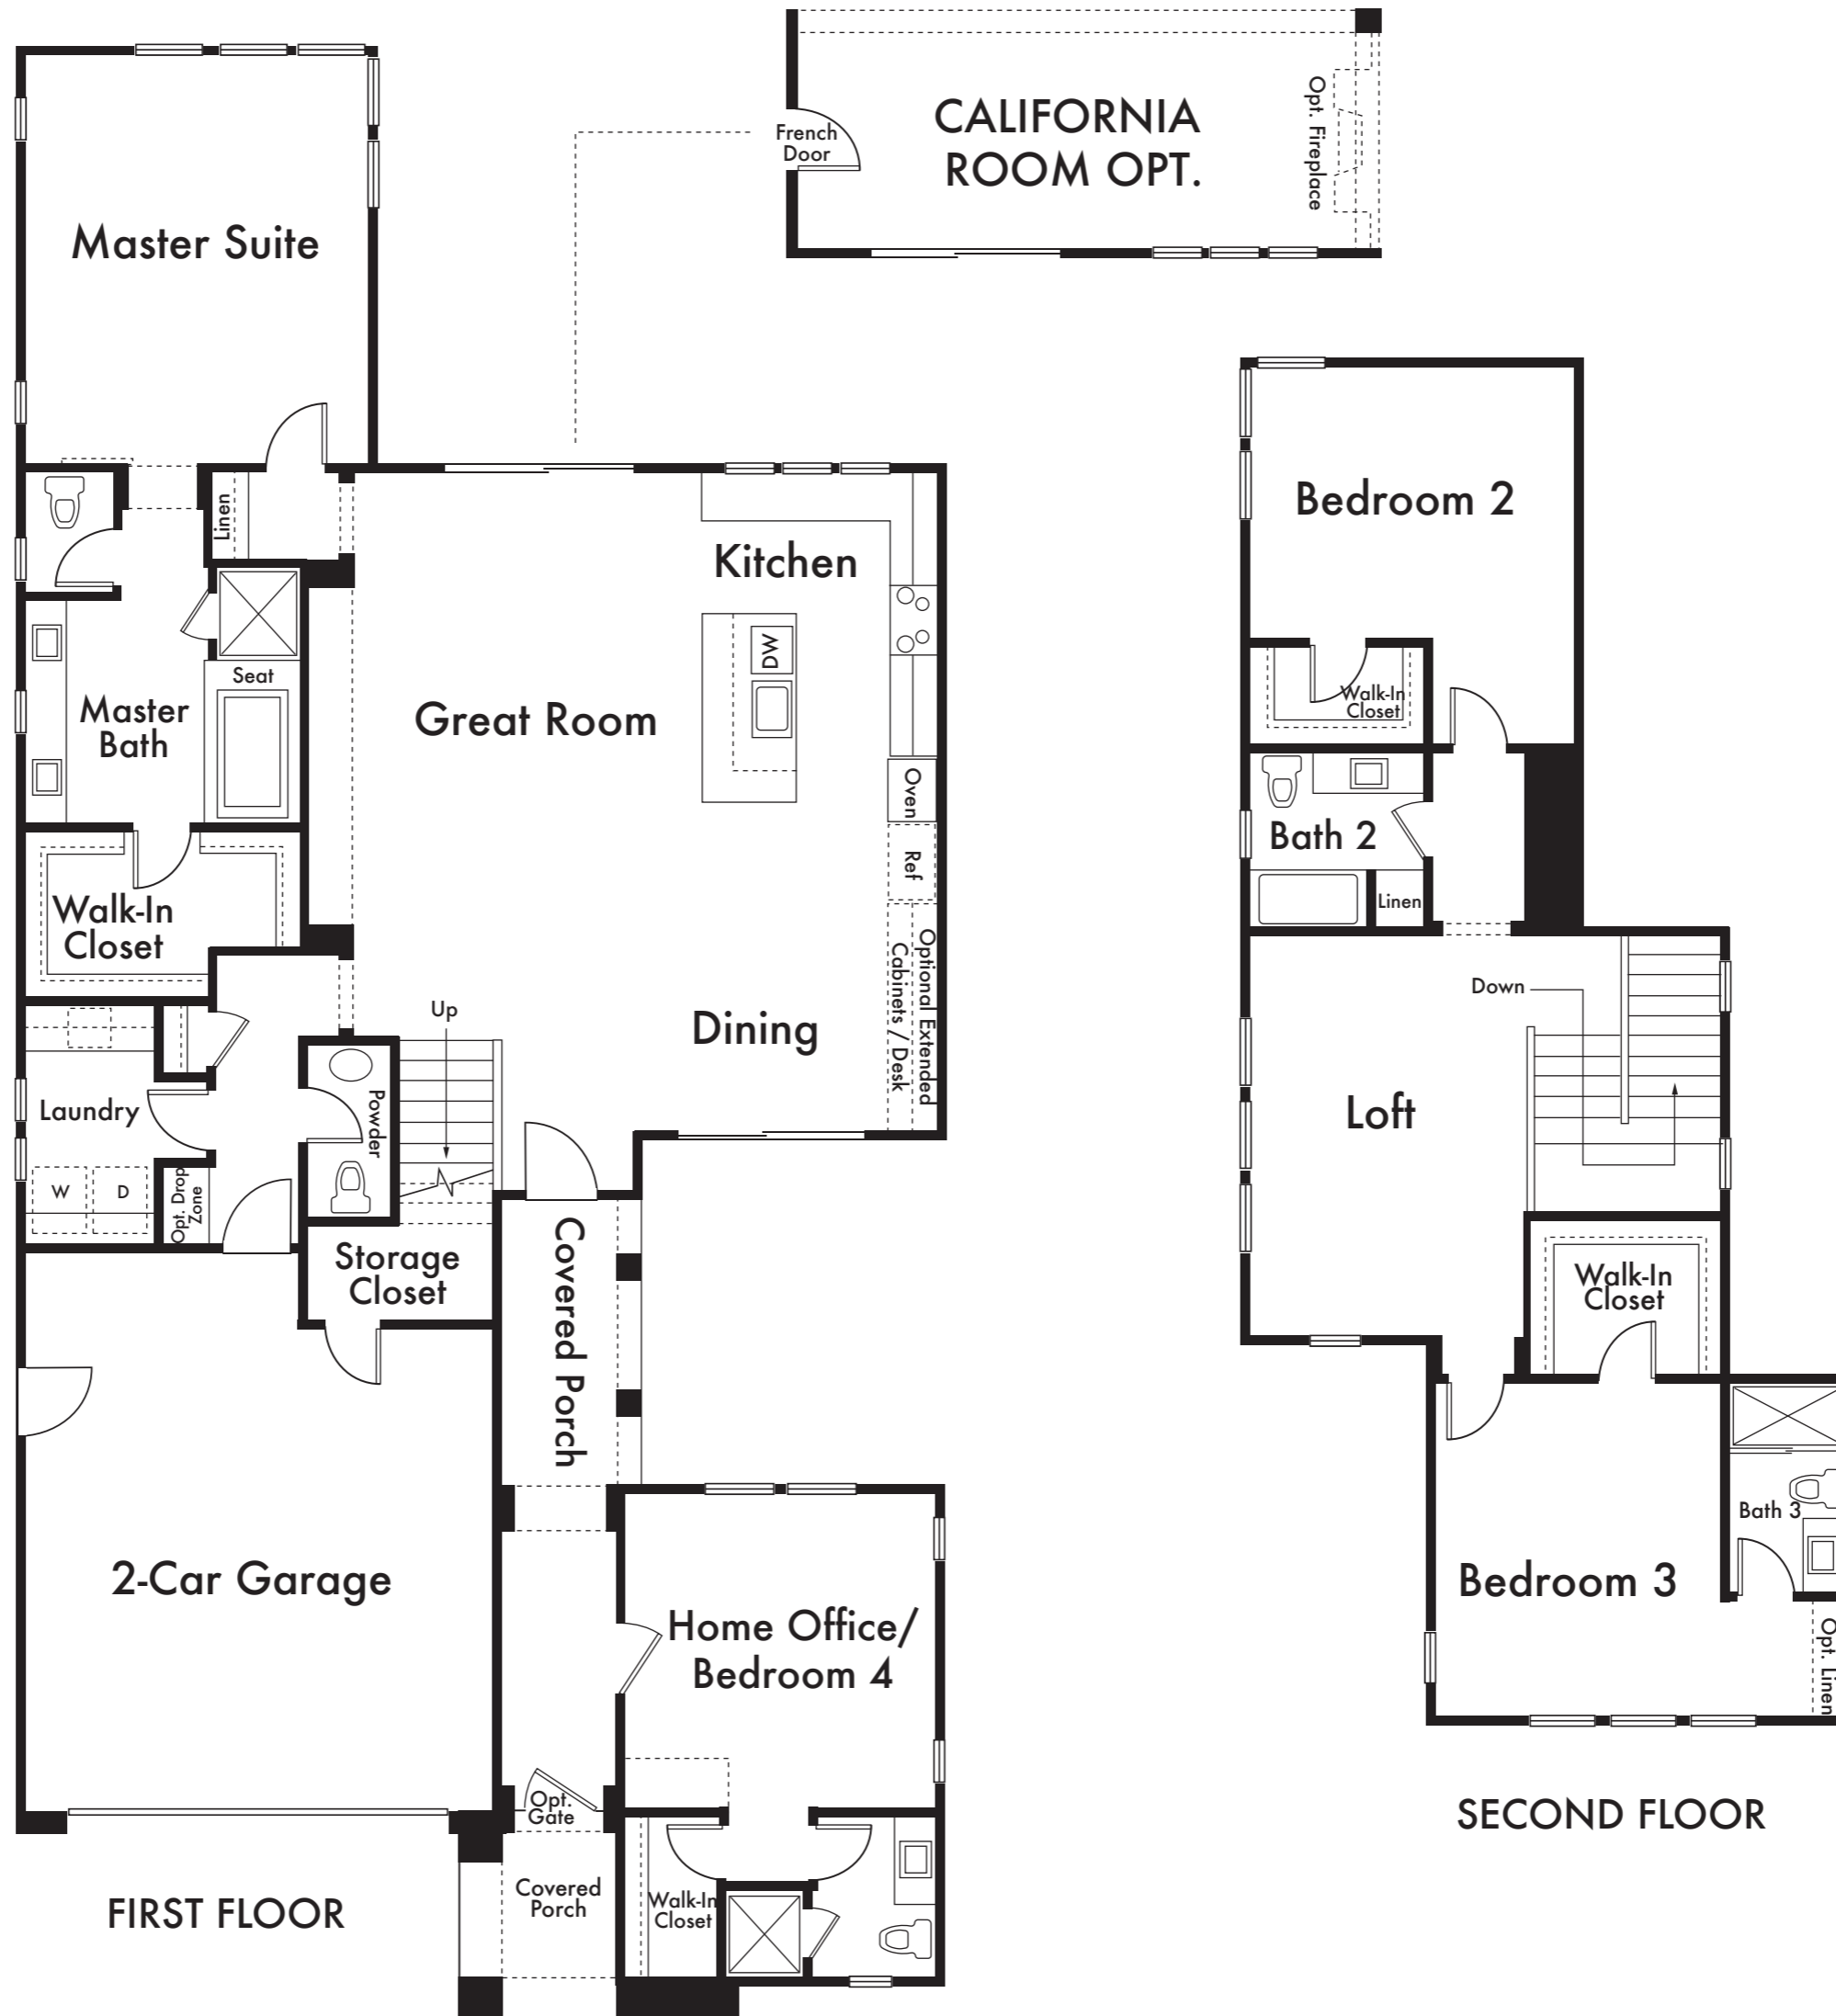 CALIFORNIA
ROOM OPT.
French
Door
Opt. Fireplace
Master Suite
Linen
Kitchen
DW
Seat
Master
Bath
Great Room
Oven
Ref
Optional Extended
Cabinets / Desk
Walk-In
Closet
Up
Dining
Laundry
Powder
W
D
Opt. Drop
Zone
Storage
Closet
Covered Porch
2-Car Garage
Home Office/
Bedroom 4
Opt.
Gate
Covered
Porch
Walk-In
Closet
FIRST FLOOR
Bedroom 2
Walk-In
Closet
Bath 2
Linen
Down
Loft
Walk-In
Closet
Bath 3
Bedroom 3
Opt. Linen
SECOND FLOOR